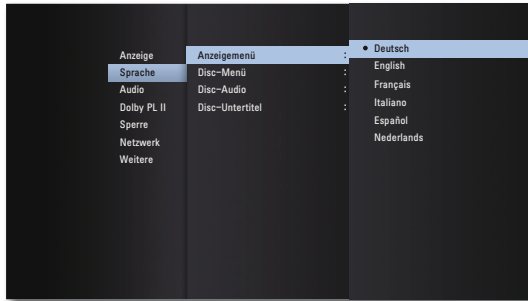 Anzeige
Sprache
Audio
Dolby PL II
Sperre
Netzwerk
Weitere
Anzeigemenü :
Disc-Menü :
Disc-Audio :
Disc-Untertitel :
• Deutsch
English
Français
Italiano
Español
Nederlands